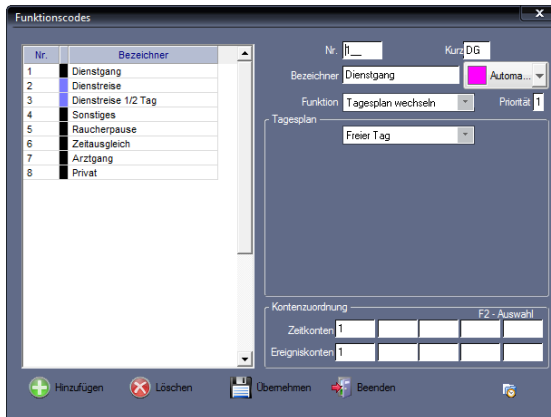 Funktionscodes
Nr. Bezeichner
1 Dienstgang
2 Dienstreise
3 Dienstreise 1/2 Tag
4 Sonstiges
5 Raucherpause
6 Zeitausgleich
7 Arztgang
8 Privat
Nr. 1__ Kurz DG
Bezeichner Dienstgang Automa...
Funktion Tagesplan wechseln Priorität 1
Tagesplan
Freier Tag
Kontenzuordnung
F2 - Auswahl
Zeitkonten 1
Ereigniskonten 1
Hinzufügen Löschen Übernehmen Beenden